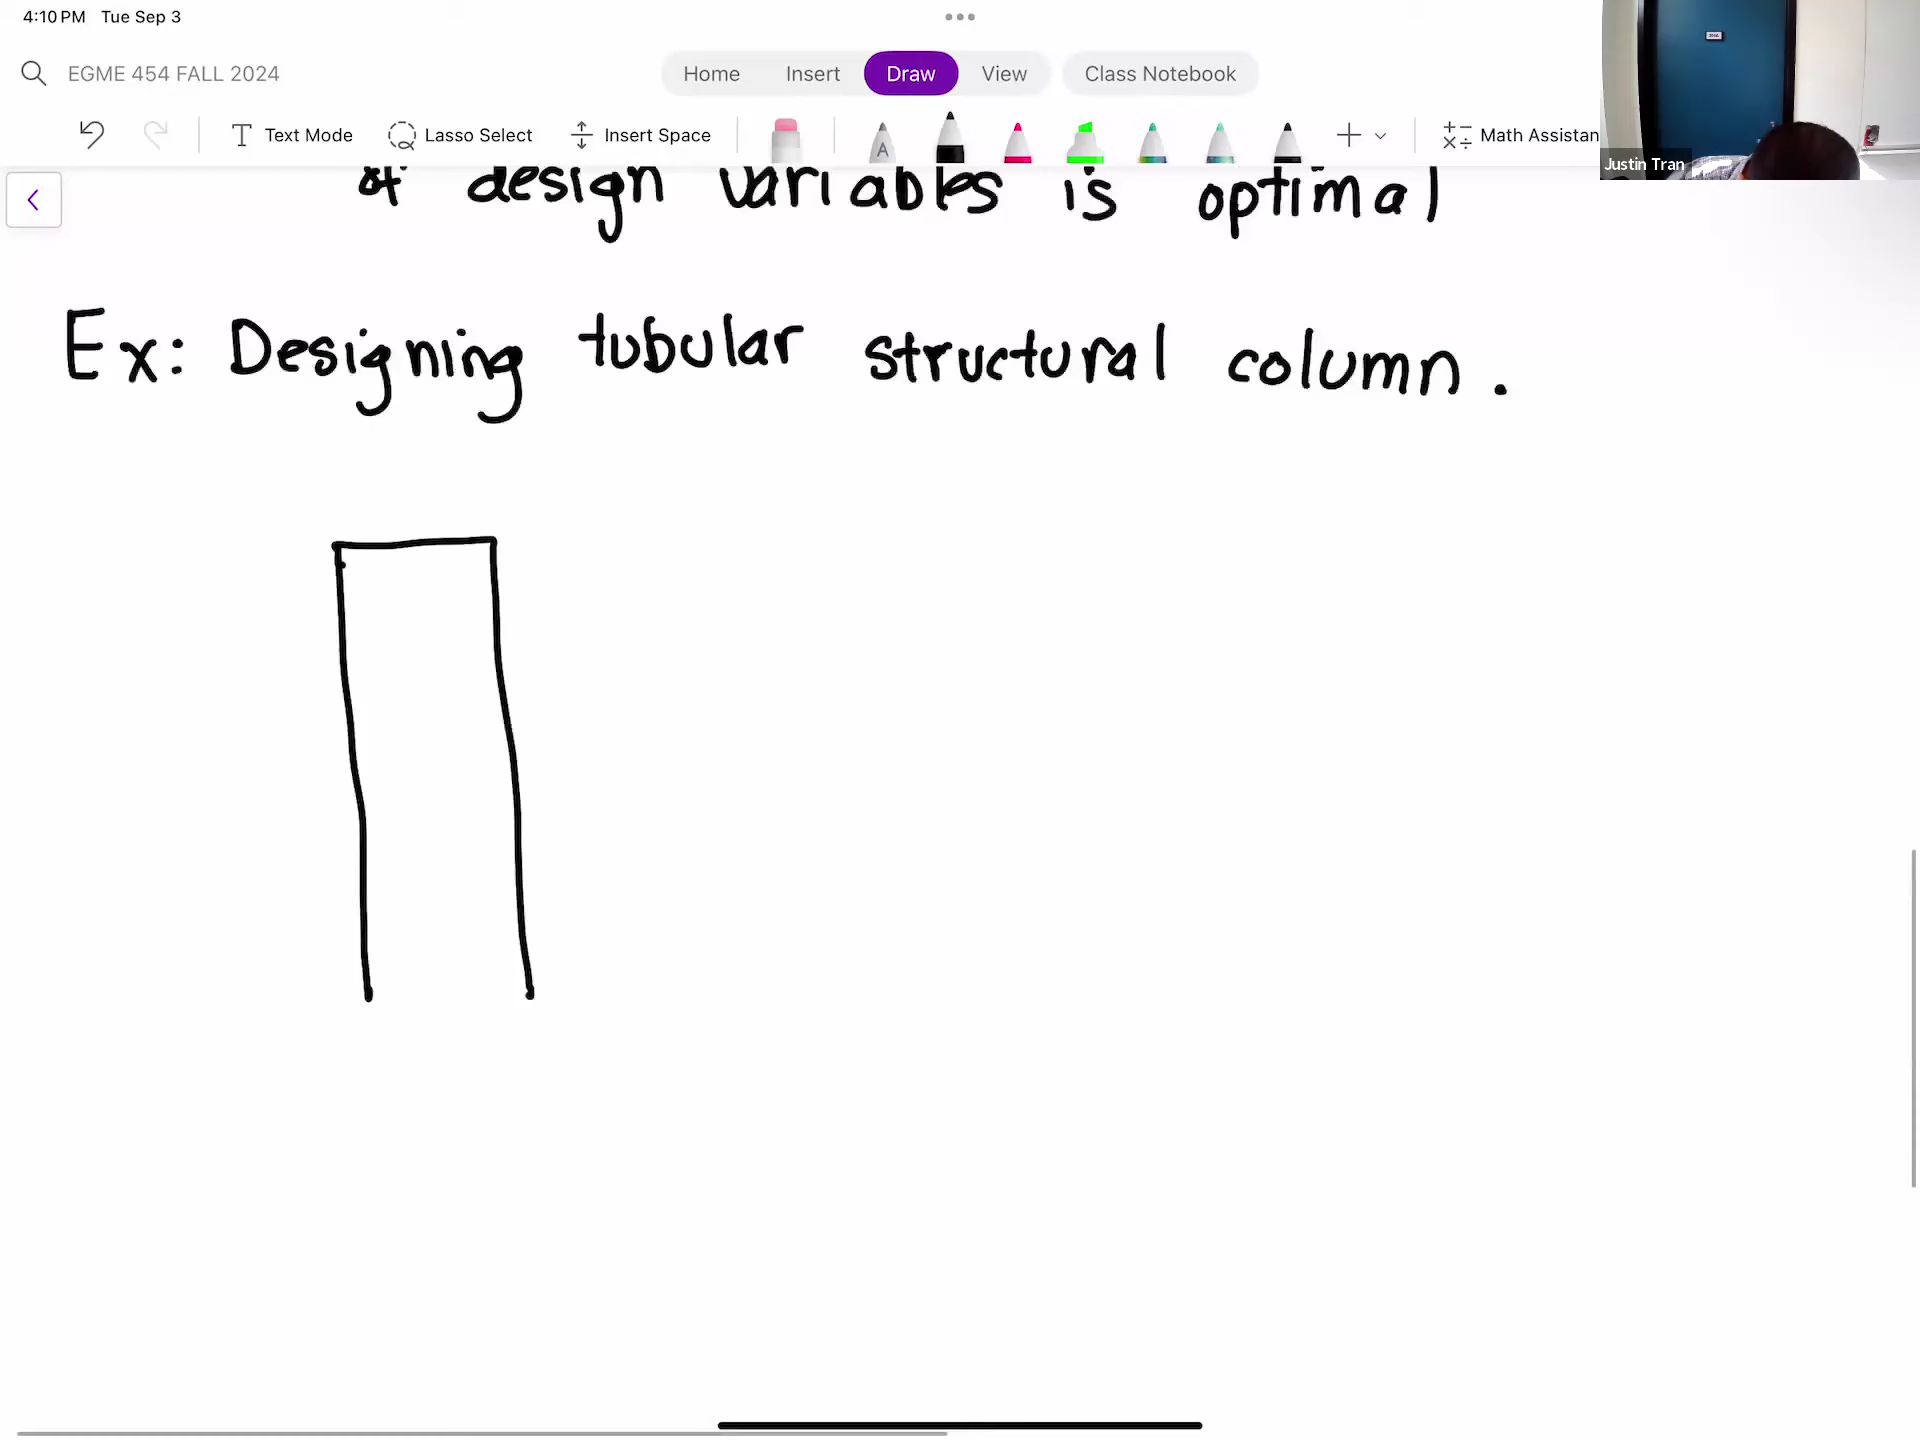 4:10 PM Tue Sep 3
EGME 454 FALL 2024
Home Insert Draw View Class Notebook
Text Mode Lasso Select Insert Space A Math Assistan
Justin Tran
of design variables is optimal
Ex: Designing tubular structural column.